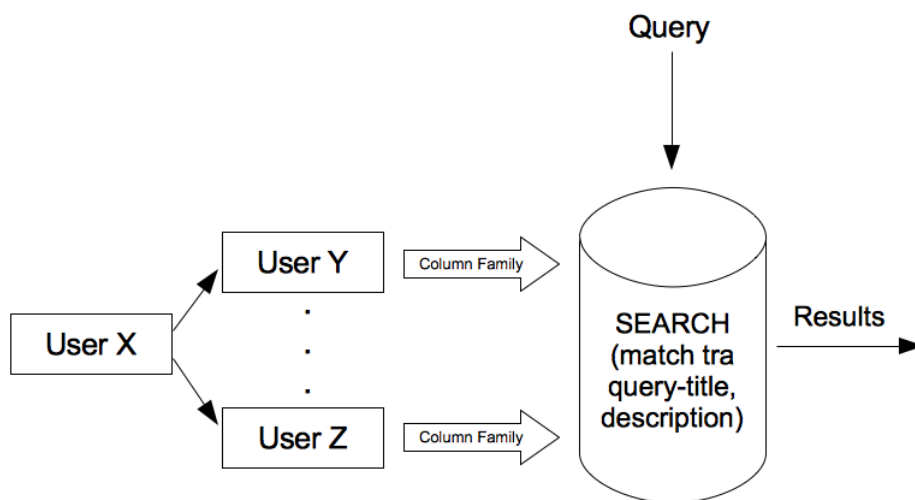 Query
User X
User Y
.
.
.
User Z
Column Family
Column Family
SEARCH
(match tra
query-title,
description)
Results